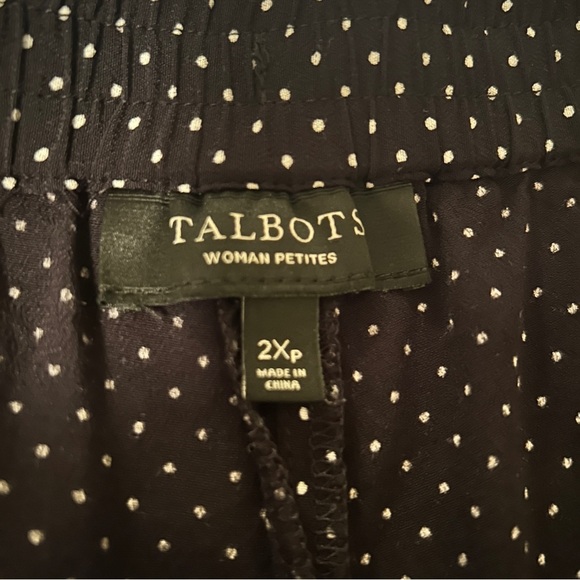 TALBOTS
WOMAN PETITES
2XP
MADE IN
CHINA